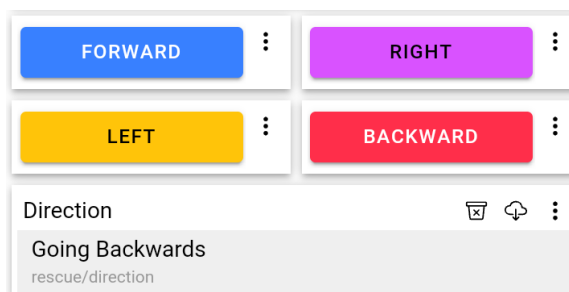 FORWARD
RIGHT
LEFT
BACKWARD
Direction
Going Backwards
rescue/direction